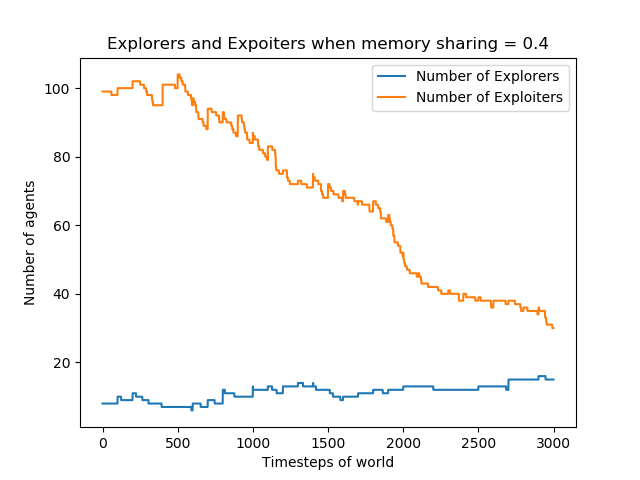 Explorers and Expoiters when memory sharing = 0.4
Number of Explorers
Number of Exploiters
Number of agents
100
80
60
40
20
0
500
1000
1500
2000
2500
3000
Timesteps of world